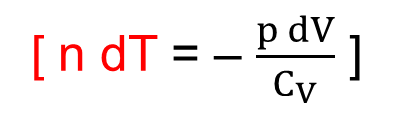 [ n dT = − p dV / C_V ]